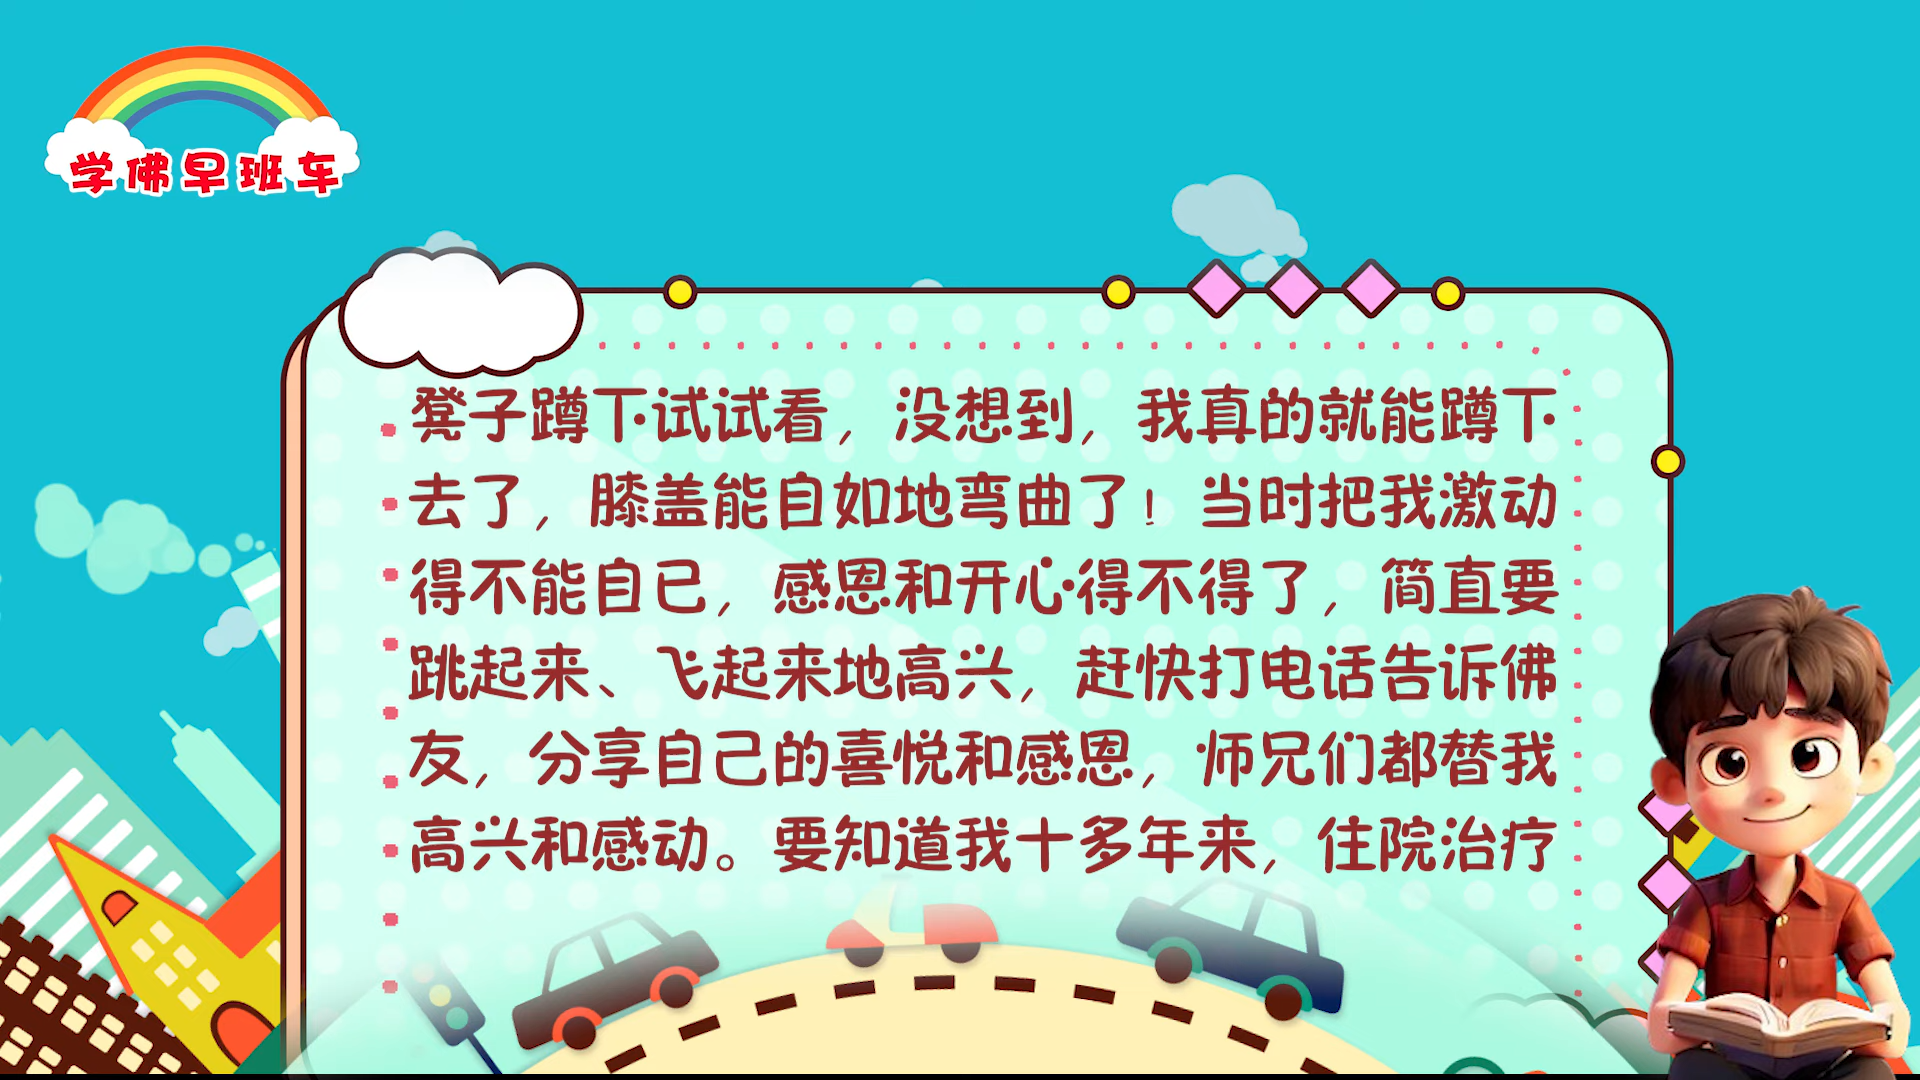 学佛早班车
凳子蹲下试试看，没想到，我真的就能蹲下
去了，膝盖能自如地弯曲了！当时把我激动
得不能自已，感恩和开心得不得了，简直要
跳起来、飞起来地高兴，赶快打电话告诉佛
友，分享自己的喜悦和感恩，师兄们都替我
高兴和感动。要知道我十多年来，住院治疗